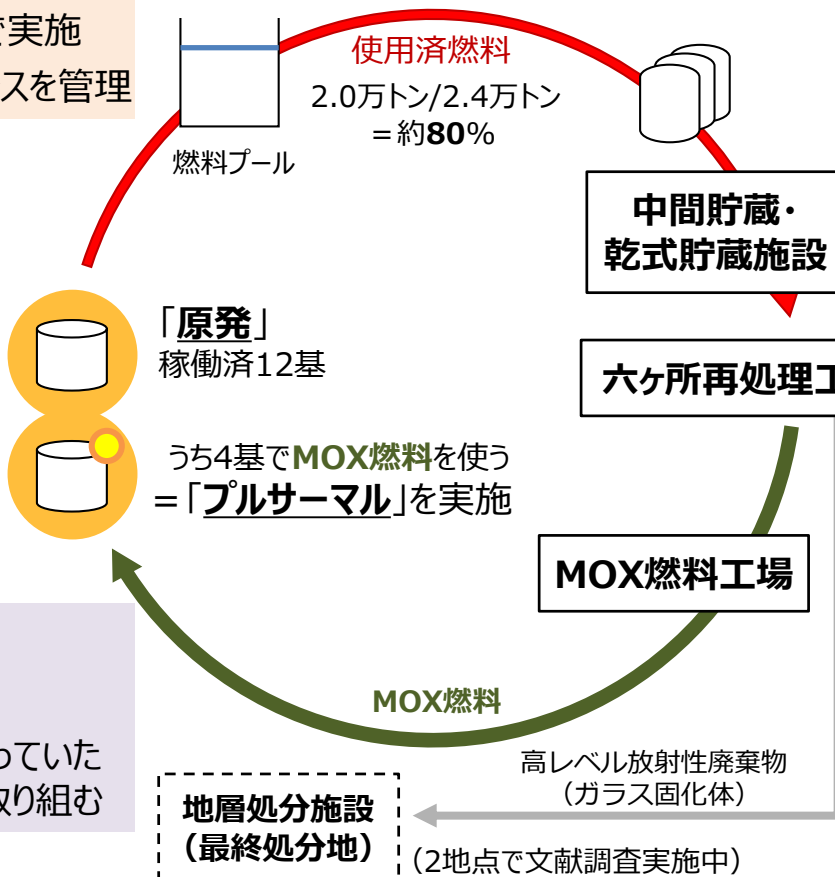 で実施
スを管理
使用済燃料
2.0万トン/2.4万トン
=約80%
燃料プール
中間貯蔵・
乾式貯蔵施設
「原発」
稼働済12基
六ヶ所再処理工
うち4基でMOX燃料を使う
=「プルサーマル」を実施
MOX燃料工場
MOX燃料
っていた
取り組む
高レベル放射性廃棄物
(ガラス固化体)
地層処分施設
(最終処分地)
(2地点で文献調査実施中)